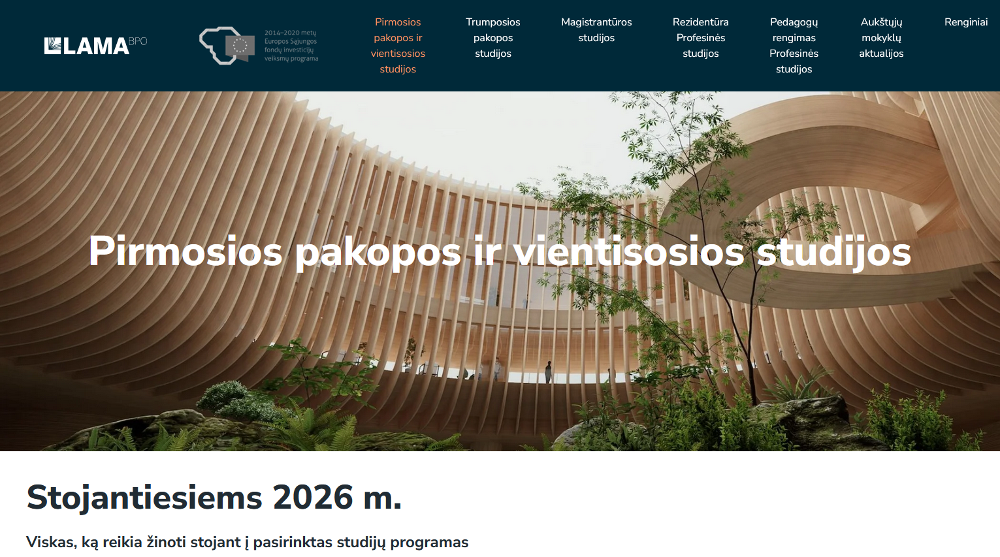 LAMA BPO
2014–2020 metų
Europos Sąjungos
fondų investicijų
veiksmų programa
Pirmosios
pakopos ir
vientisosios
studijos
Trumposios
pakopos
studijos
Magistrantūros
studijos
Rezidentūra
Profesinės
studijos
Pedagogų
rengimas
Profesinės
studijos
Aukštųjų
mokyklų
aktualijos
Renginiai
Pirmosios pakopos ir vientisosios studijos
Stojantiesiems 2026 m.
Viskas, ką reikia žinoti stojant į pasirinktas studijų programas